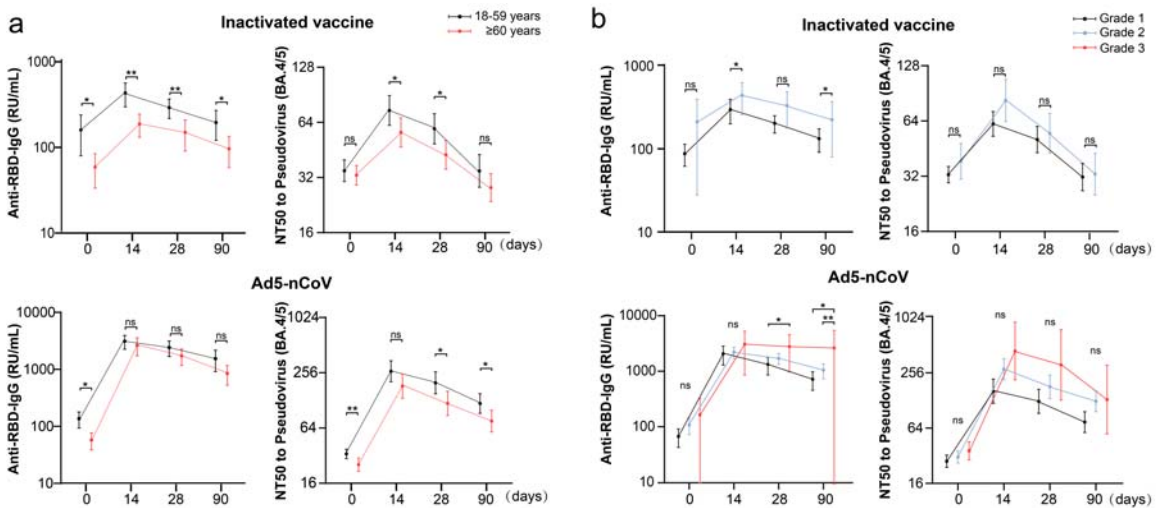 a
Inactivated vaccine
18-59 years
≥60 years
Anti-RBD-IgG (RU/mL)
1000
100
10
*
**
**
*
0
14
28
90
NT50 to Pseudovirus (BA.4/5)
128
64
32
16
ns
*
*
ns
0
14
28
90
(days)
Ad5-nCoV
Anti-RBD-IgG (RU/mL)
10000
1000
100
10
*
ns
ns
ns
0
14
28
90
NT50 to Pseudovirus (BA.4/5)
1024
256
64
16
**
ns
*
*
0
14
28
90
(days)
b
Inactivated vaccine
Grade 1
Grade 2
Grade 3
Anti-RBD-IgG (RU/mL)
1000
100
10
ns
*
ns
*
0
14
28
90
NT50 to Pseudovirus (BA.4/5)
128
64
32
16
ns
ns
ns
ns
0
14
28
90
(days)
Ad5-nCoV
Anti-RBD-IgG (RU/mL)
10000
1000
100
10
ns
ns
*
*
**
0
14
28
90
NT50 to Pseudovirus (BA.4/5)
1024
256
64
16
ns
ns
ns
ns
0
14
28
90
(days)